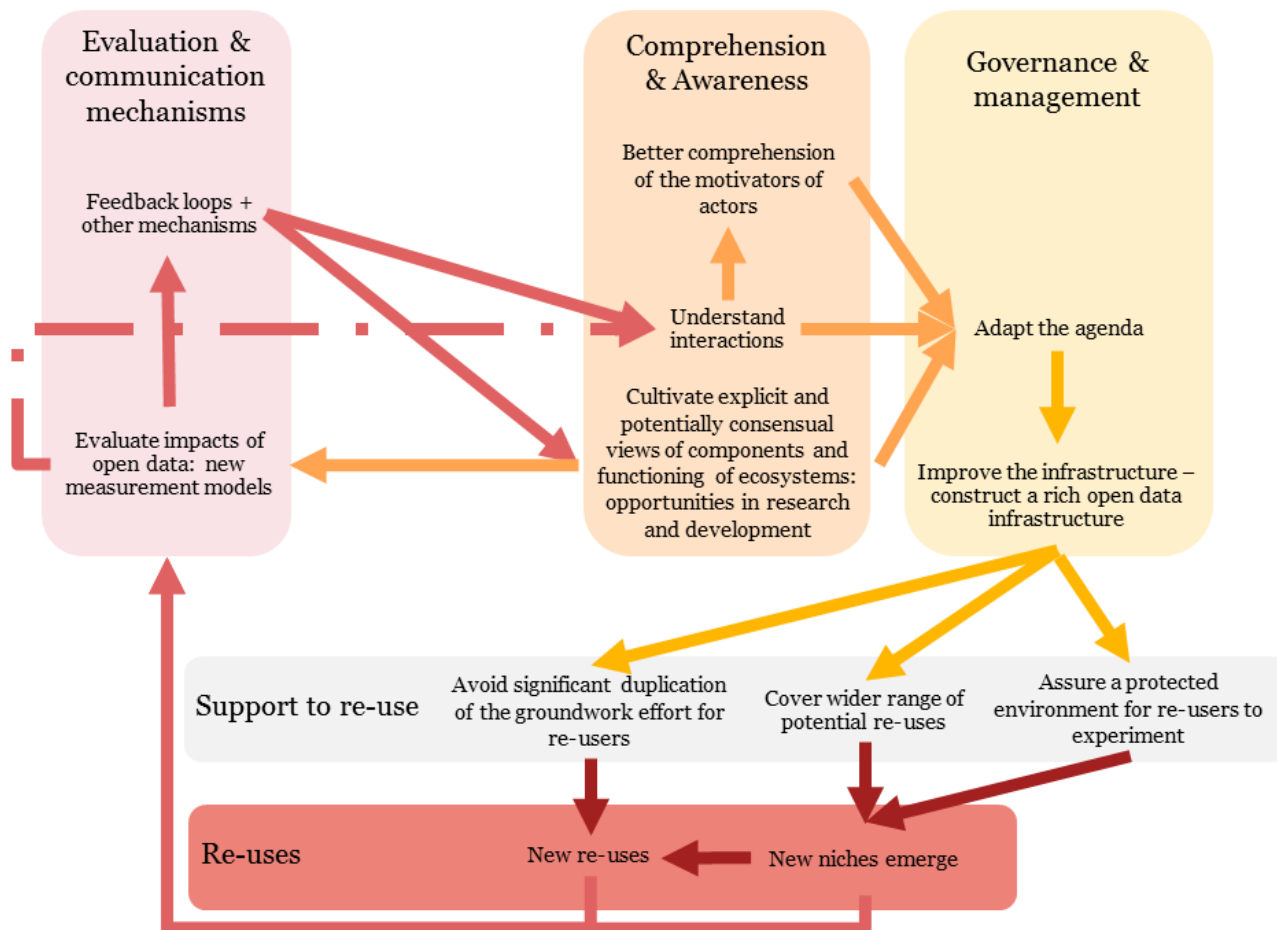 Evaluation &
communication
mechanisms
Feedback loops +
other mechanisms
Evaluate impacts of
open data: new
measurement models
Comprehension
& Awareness
Better comprehension
of the motivators of
actors
Understand
interactions
Cultivate explicit and
potentially consensual
views of components and
functioning of ecosystems:
opportunities in research
and development
Governance &
management
Adapt the agenda
Improve the infrastructure –
construct a rich open data
infrastructure
Support to re-use
Avoid significant duplication
of the groundwork effort for
re-users
Cover wider range of
potential re-uses
Assure a protected
environment for re-users to
experiment
Re-uses
New re-uses
New niches emerge